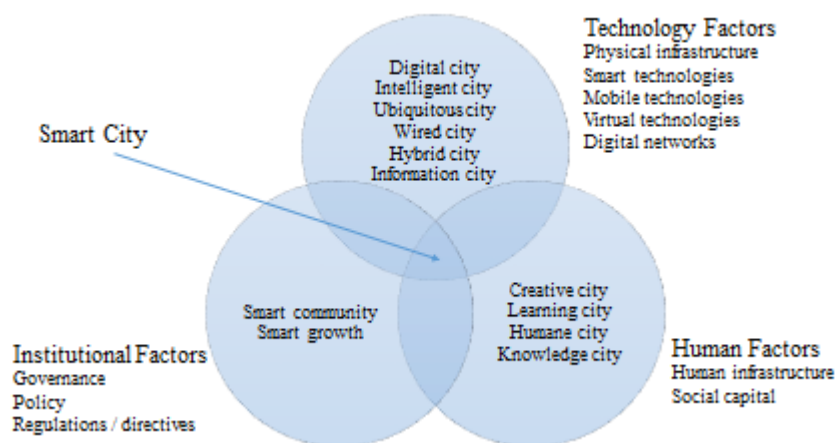 Technology Factors
Physical infrastructure
Smart technologies
Mobile technologies
Virtual technologies
Digital networks
Digital city
Intelligent city
Ubiquitous city
Wired city
Hybrid city
Information city
Smart City
Smart community
Smart growth
Creative city
Learning city
Humane city
Knowledge city
Institutional Factors
Governance
Policy
Regulations / directives
Human Factors
Human infrastructure
Social capital